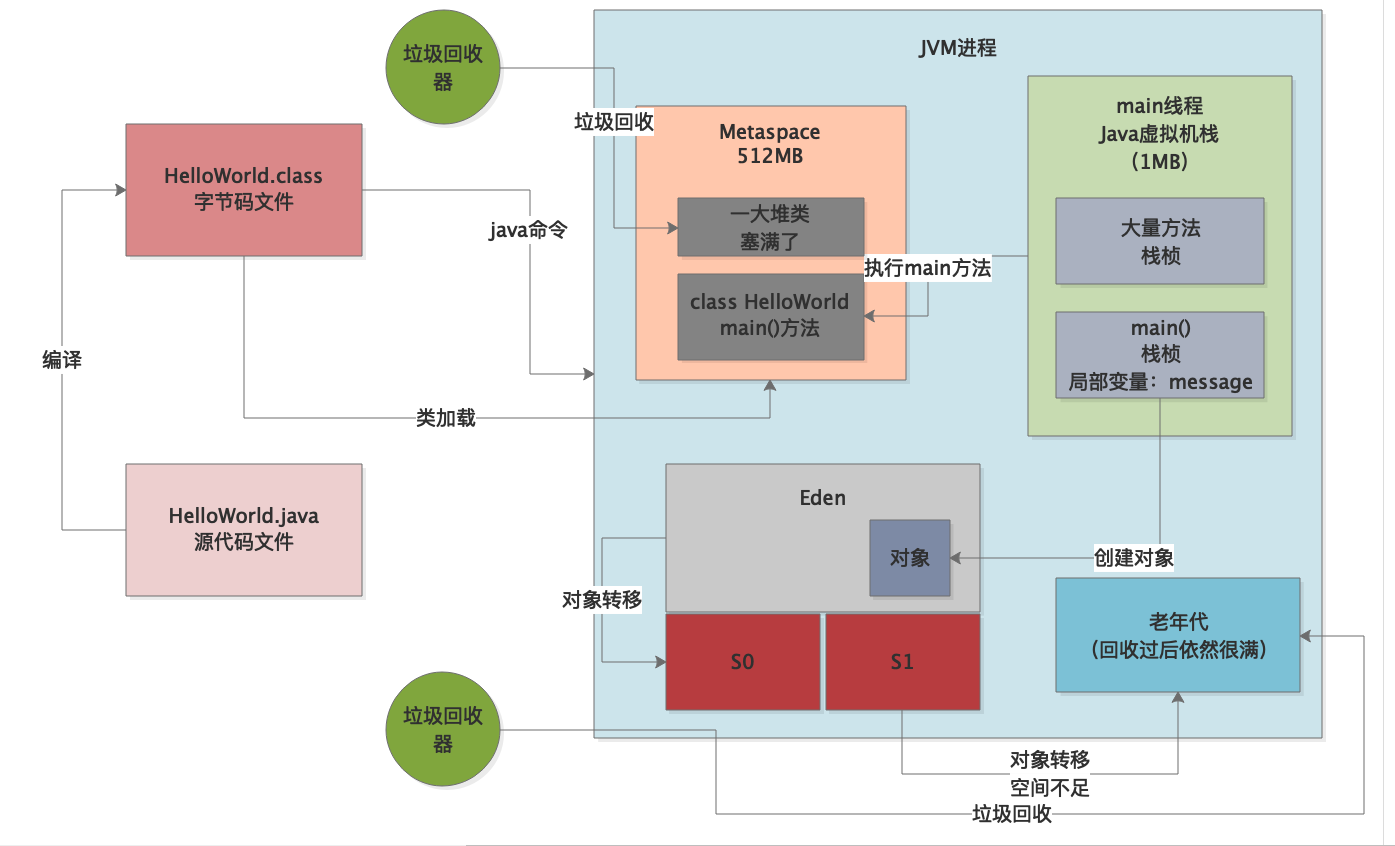 垃圾回收
器
JVM进程
垃圾回收
Metaspace
512MB
main线程
Java虚拟机栈
（1MB）
HelloWorld.class
字节码文件
java命令
一大堆类
塞满了
大量方法
栈桢
执行main方法
class HelloWorld
main()方法
main()
栈桢
局部变量：message
编译
类加载
HelloWorld.java
源代码文件
Eden
对象
创建对象
对象转移
S0
S1
老年代
（回收过后依然很满）
垃圾回收
器
对象转移
空间不足
垃圾回收